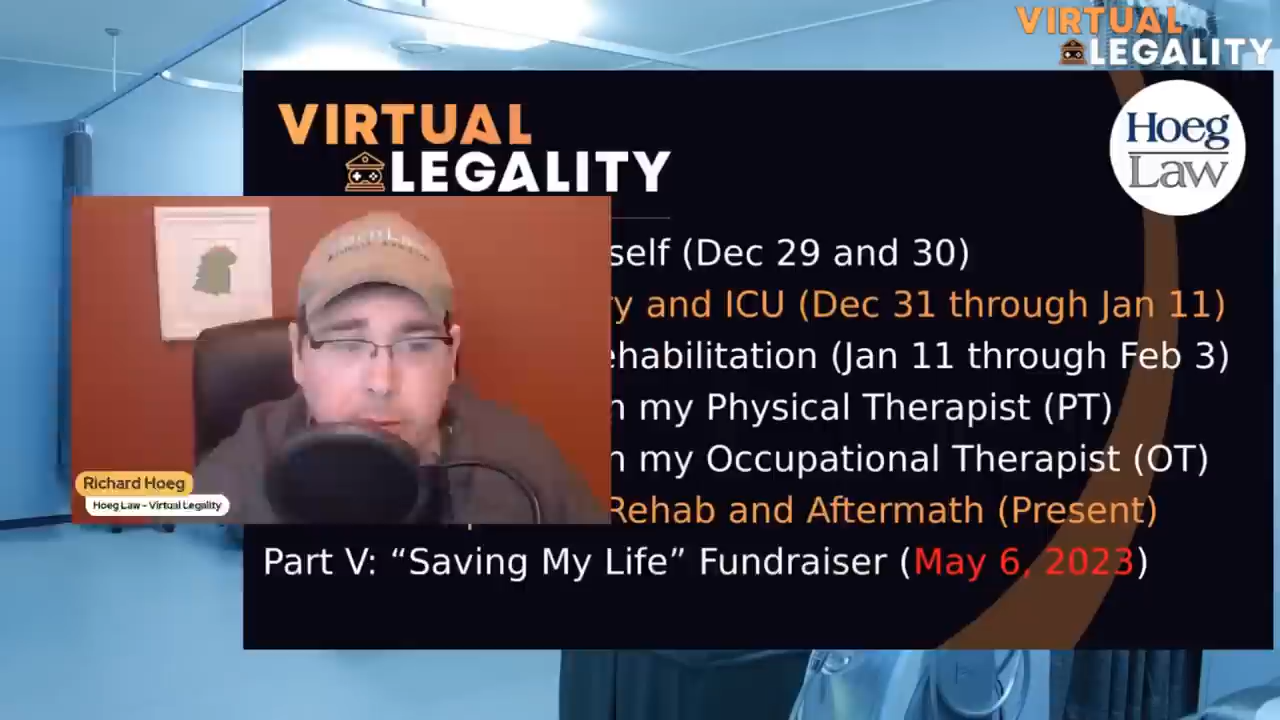 VIRTUAL
LEGALITY
VIRTUAL
LEGALITY
Hoeg
Law
self (Dec 29 and 30)
y and ICU (Dec 31 through Jan 11)
ehabilitation (Jan 11 through Feb 3)
n my Physical Therapist (PT)
n my Occupational Therapist (OT)
Rehab and Aftermath (Present)
Part V: “Saving My Life” Fundraiser (May 6, 2023)
Richard Hoeg
Hoeg Law - Virtual Legality